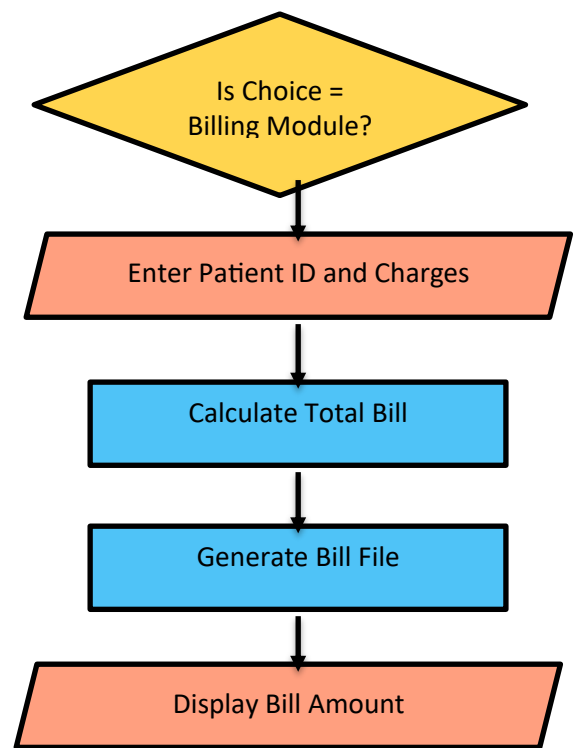 Is Choice =
Billing Module?
Enter Patient ID and Charges
Calculate Total Bill
Generate Bill File
Display Bill Amount